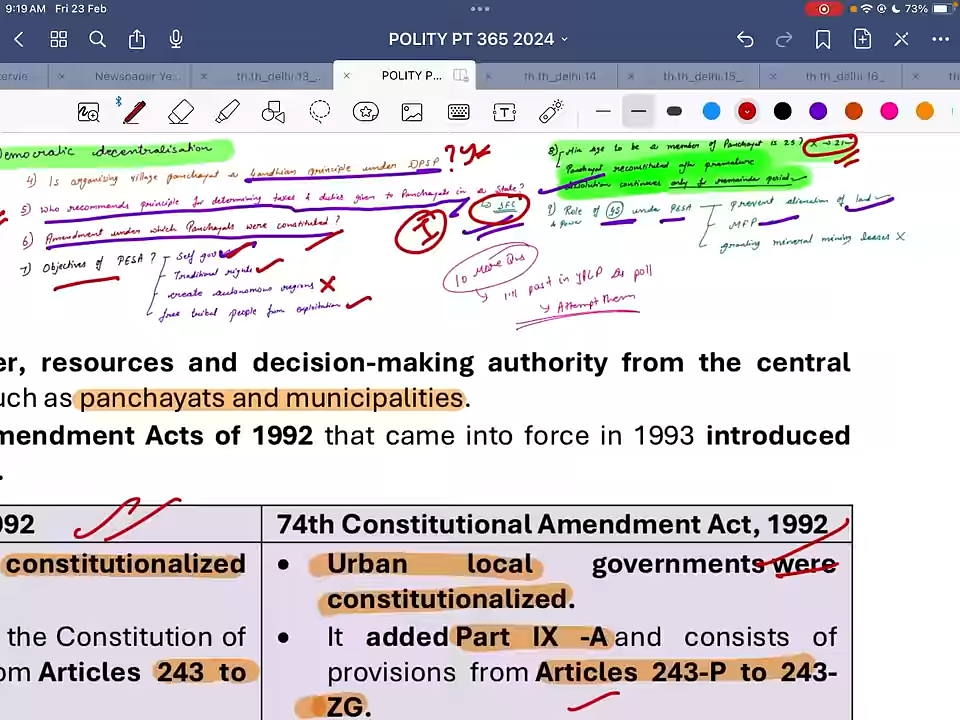 9:19 AM Fri 23 Feb
73%
POLITY PT 365 2024
Newspaper Ye...
th.th_delhi.13_...
POLITY P...
th.th_delhi.14
th.th_delhi.15_
th.th_delhi.16_
th
emocratic decentralisation
4) Is organising village panchayat a Gandhian principle under DPSP ?
5) Who recommends principle for determining taxes & duties given to Panchayats in a State?
↳ SFC
I
6) Amendment under which Panchayats were constituted ?
7) Objectives of PESA ?
Self gov
Traditional rights
create autonomous regions
free tribal people from exploitation
8) Min age to be a member of Panchayat is 25 ? X → 21
Panchayat reconstituted after premature
dissolution continues only for remainder period
9) Role of GS under PESA
& Power
prevent alienation of land
MFP
granting mineral mining leases X
10 More Qus
↳ I'll post in as poll
↳ Attempt Them
er, resources and decision-making authority from the central
uch as panchayats and municipalities.
mendment Acts of 1992 that came into force in 1993 introduced
.
992
74th Constitutional Amendment Act, 1992
constitutionalized
• Urban local governments were
constitutionalized.
the Constitution of
• It added Part IX -A and consists of
om Articles 243 to
provisions from Articles 243-P to 243-
ZG.